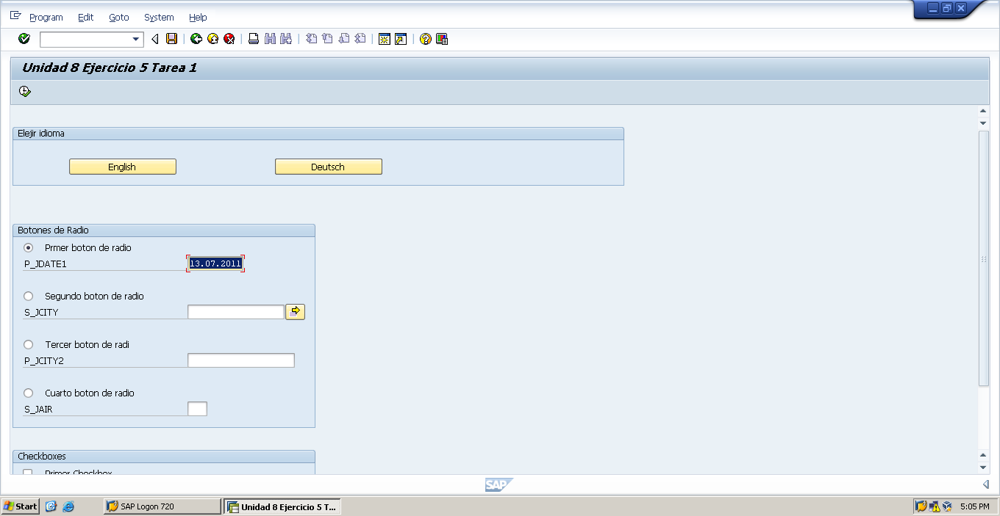 Program Edit Goto System Help
Unidad 8 Ejercicio 5 Tarea 1
Elejir idioma
English Deutsch
Botones de Radio
Prmer boton de radio
P_JDATE1 13.07.2011
Segundo boton de radio
S_JCITY
Tercer boton de radi
P_JCITY2
Cuarto boton de radio
S_JAIR
Checkboxes
Primer Checkbox
SAP
Start SAP Logon 720 Unidad 8 Ejercicio 5 T... 5:05 PM